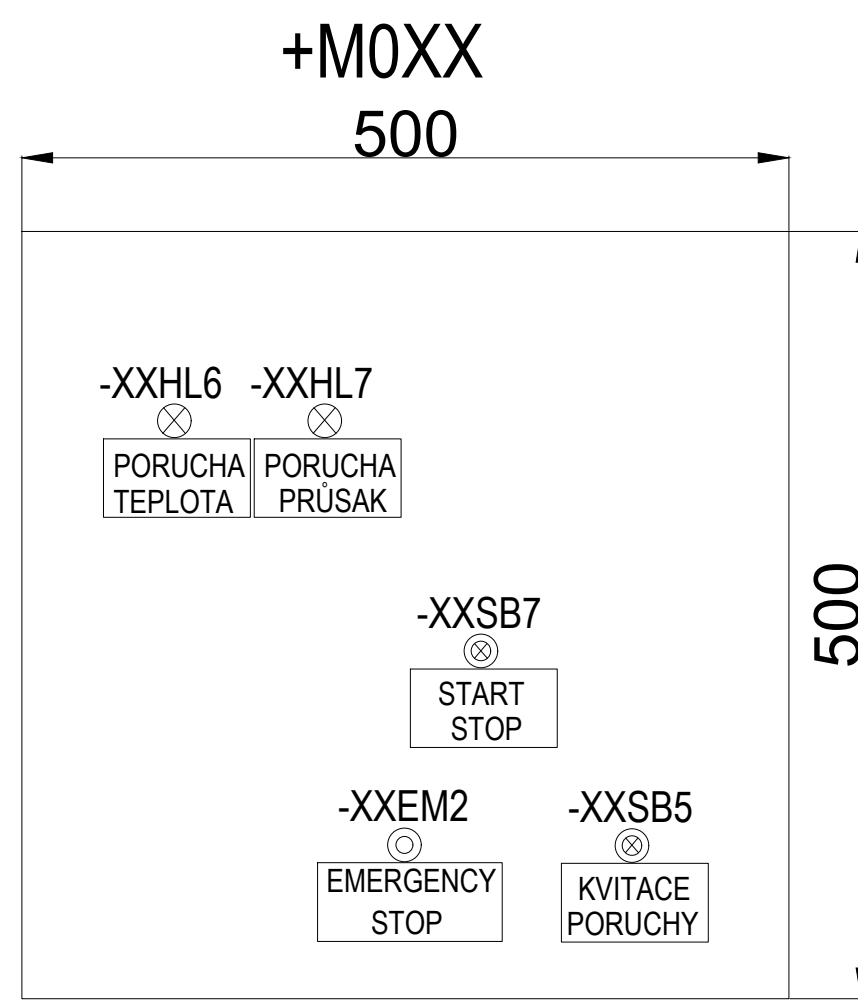 +M0XX
500
-XXHL6 -XXHL7
PORUCHA
TEPLOTA
PORUCHA
PRŮSAK
500
-XXSB7
START
STOP
-XXEM2
EMERGENCY
STOP
-XXSB5
KVITACE
PORUCHY